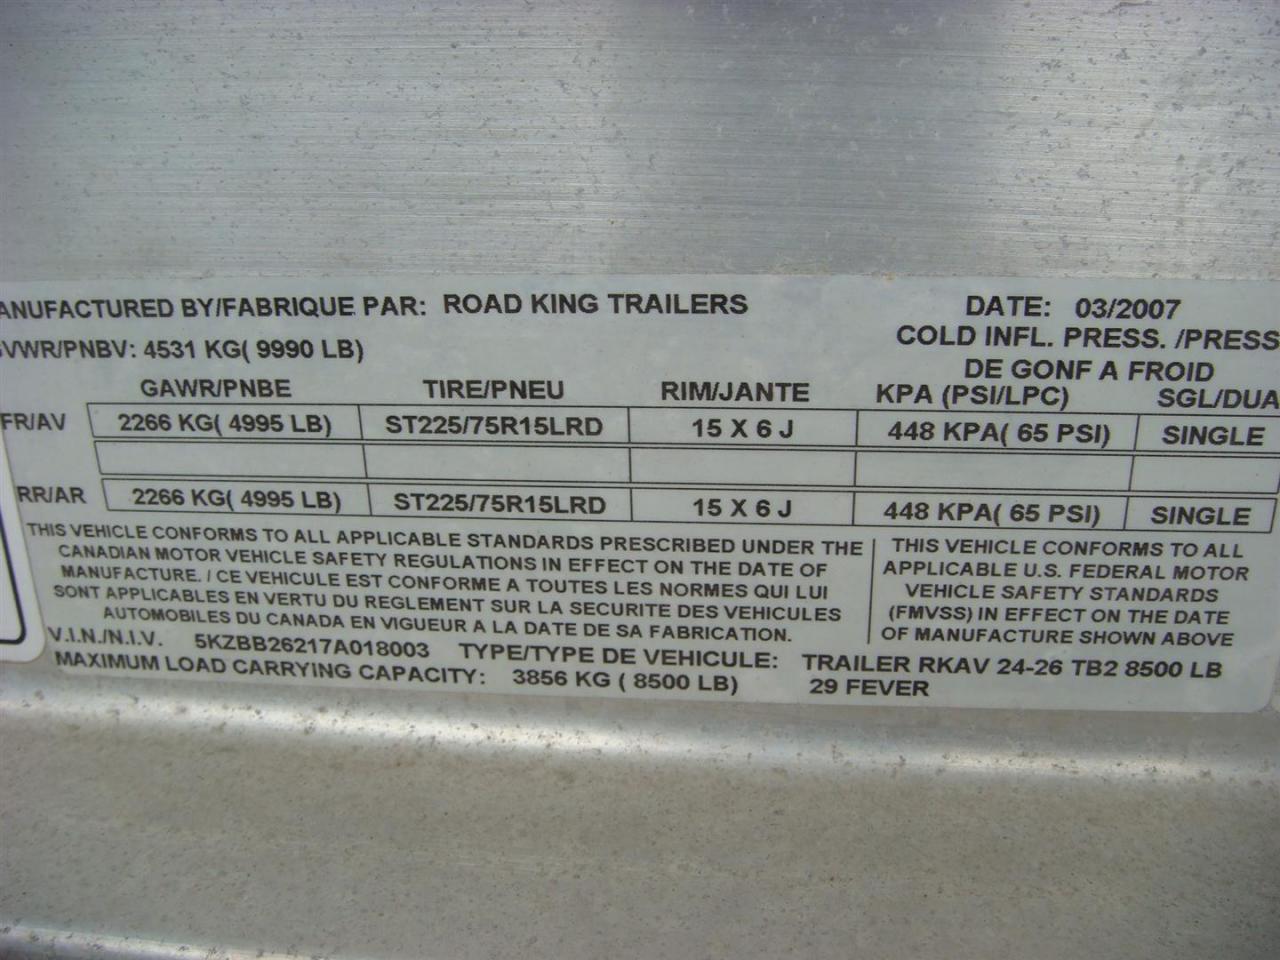 ANUFACTURED BY/FABRIQUE PAR: ROAD KING TRAILERS DATE: 03/2007
VWR/PNBV: 4531 KG( 9990 LB) COLD INFL. PRESS. /PRESS
DE GONF A FROID
GAWR/PNBE TIRE/PNEU RIM/JANTE KPA (PSI/LPC) SGL/DUA
FR/AV 2266 KG( 4995 LB) ST225/75R15LRD 15 X 6 J 448 KPA( 65 PSI) SINGLE
RR/AR 2266 KG( 4995 LB) ST225/75R15LRD 15 X 6 J 448 KPA( 65 PSI) SINGLE
THIS VEHICLE CONFORMS TO ALL APPLICABLE STANDARDS PRESCRIBED UNDER THE
CANADIAN MOTOR VEHICLE SAFETY REGULATIONS IN EFFECT ON THE DATE OF
MANUFACTURE. / CE VEHICULE EST CONFORME A TOUTES LES NORMES QUI LUI
SONT APPLICABLES EN VERTU DU REGLEMENT SUR LA SECURITE DES VEHICULES
AUTOMOBILES DU CANADA EN VIGUEUR A LA DATE DE SA FABRICATION.
THIS VEHICLE CONFORMS TO ALL
APPLICABLE U.S. FEDERAL MOTOR
VEHICLE SAFETY STANDARDS
(FMVSS) IN EFFECT ON THE DATE
OF MANUFACTURE SHOWN ABOVE
V.I.N./N.I.V. 5KZBB26217A018003 TYPE/TYPE DE VEHICULE: TRAILER RKAV 24-26 TB2 8500 LB
MAXIMUM LOAD CARRYING CAPACITY: 3856 KG ( 8500 LB) 29 FEVER